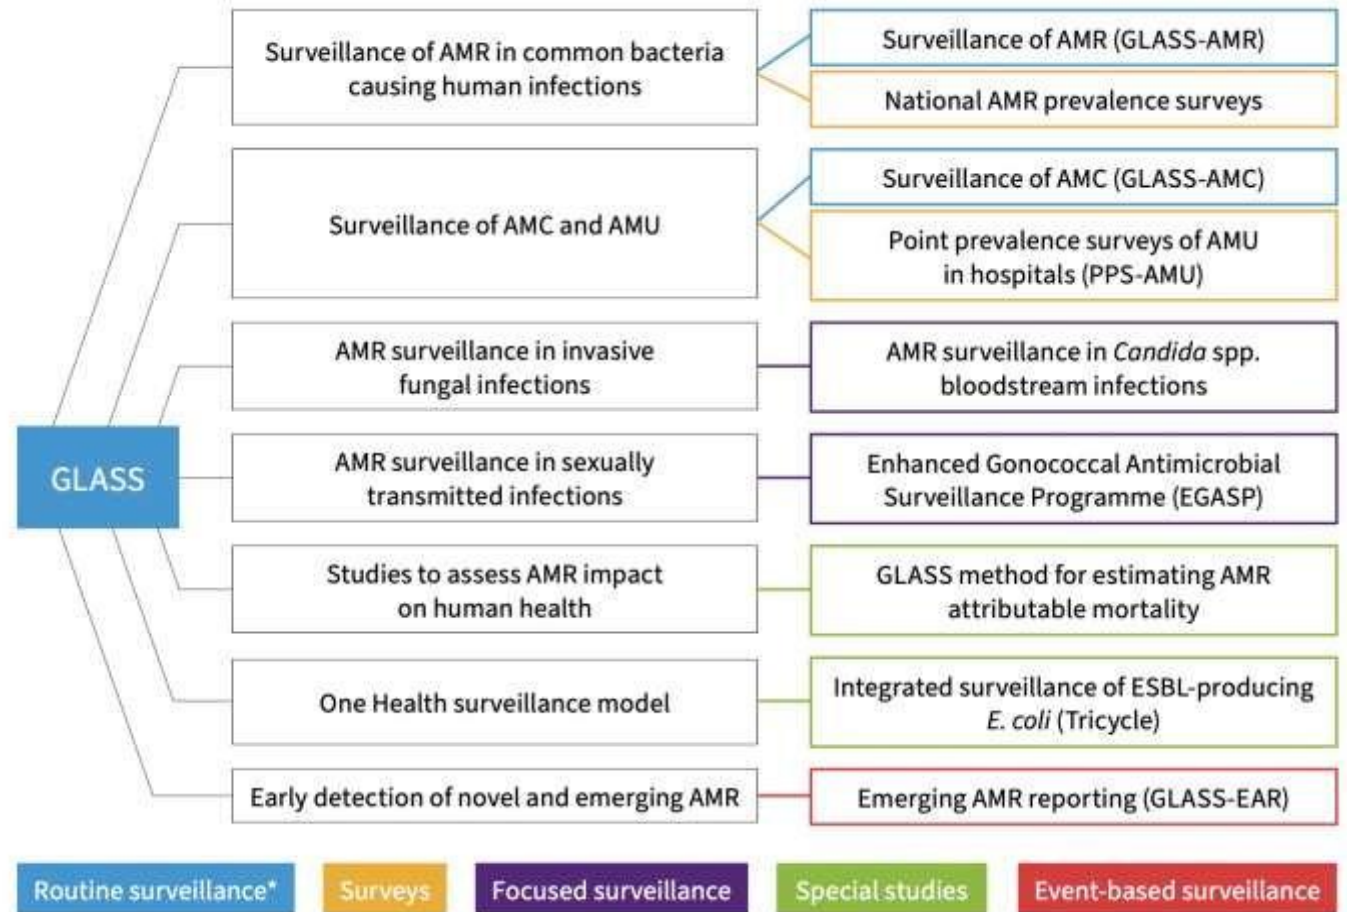 Surveillance of AMR in common bacteria
causing human infections
Surveillance of AMR (GLASS-AMR)
National AMR prevalence surveys
Surveillance of AMC and AMU
Surveillance of AMC (GLASS-AMC)
Point prevalence surveys of AMU
in hospitals (PPS-AMU)
AMR surveillance in invasive
fungal infections
AMR surveillance in Candida spp.
bloodstream infections
GLASS
AMR surveillance in sexually
transmitted infections
Enhanced Gonococcal Antimicrobial
Surveillance Programme (EGASP)
Studies to assess AMR impact
on human health
GLASS method for estimating AMR
attributable mortality
One Health surveillance model
Integrated surveillance of ESBL-producing
E. coli (Tricycle)
Early detection of novel and emerging AMR
Emerging AMR reporting (GLASS-EAR)
Routine surveillance*
Surveys
Focused surveillance
Special studies
Event-based surveillance